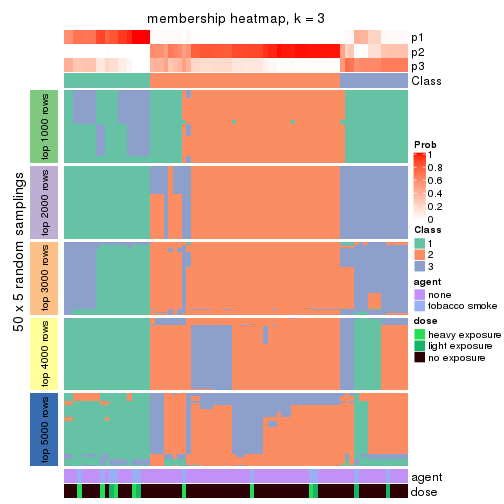 membership heatmap, k = 3
p1
p2
p3
Class
50 x 5 random samplings
top 1000 rows
top 2000 rows
top 3000 rows
top 4000 rows
top 5000 rows
agent
dose
Prob
1
0.8
0.6
0.4
0.2
0
Class
1
2
3
agent
none
tobacco smoke
dose
heavy exposure
light exposure
no exposure